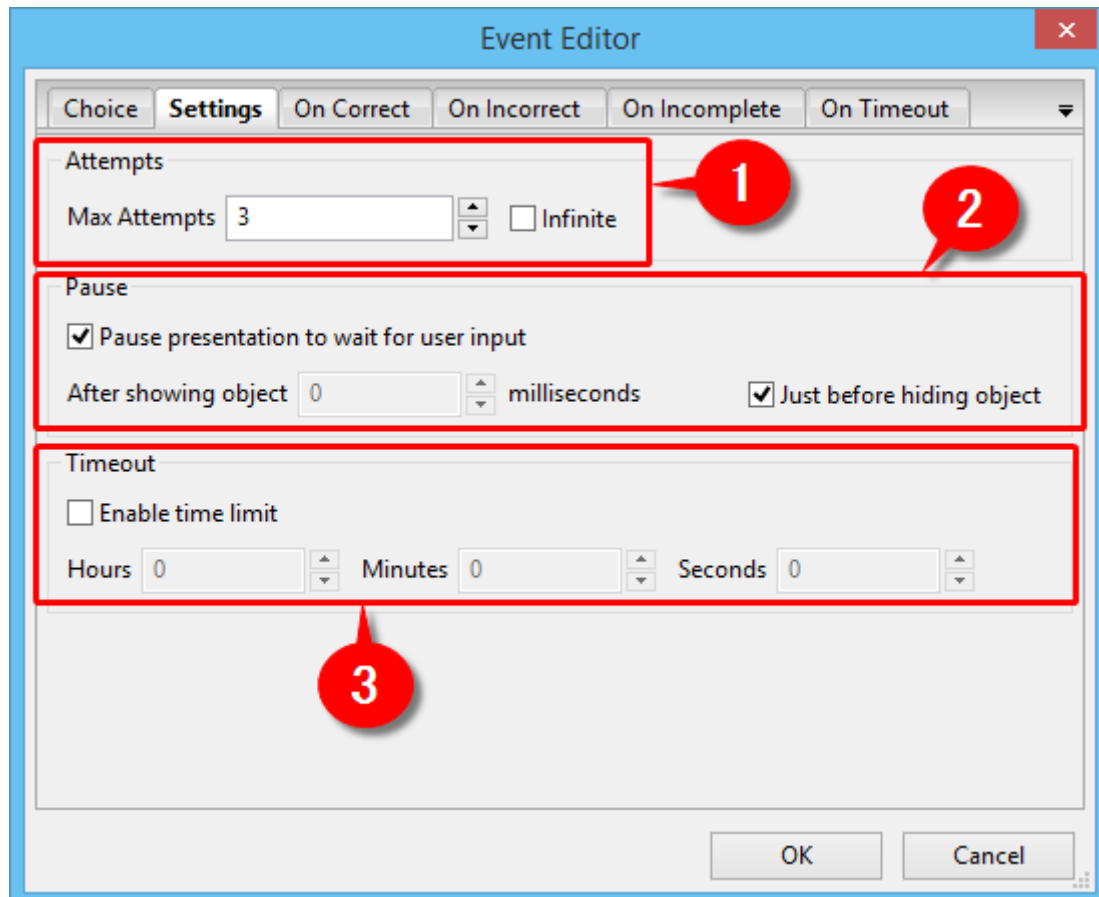 Event Editor
Choice Settings On Correct On Incorrect On Incomplete On Timeout
Attempts
1
Max Attempts 3 Infinite
2
Pause
Pause presentation to wait for user input
After showing object 0 milliseconds Just before hiding object
Timeout
Enable time limit
Hours 0 Minutes 0 Seconds 0
3
OK Cancel